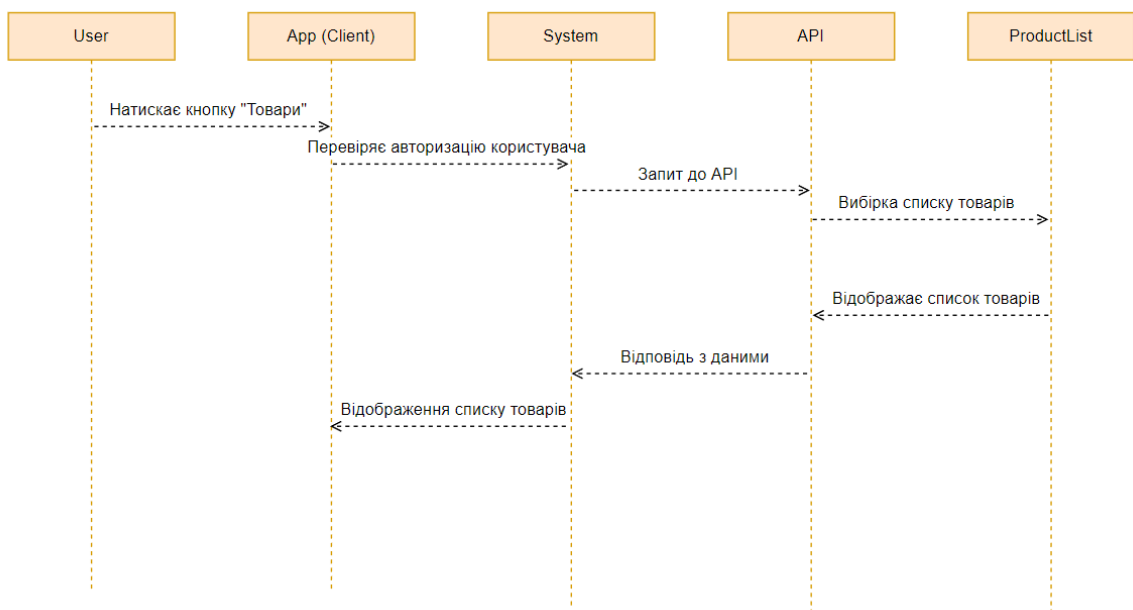 User
App (Client)
System
API
ProductList
Натискає кнопку "Товари"
Перевіряє авторизацію користувача
Запит до API
Вибірка списку товарів
Відображає список товарів
Відповідь з даними
Відображення списку товарів